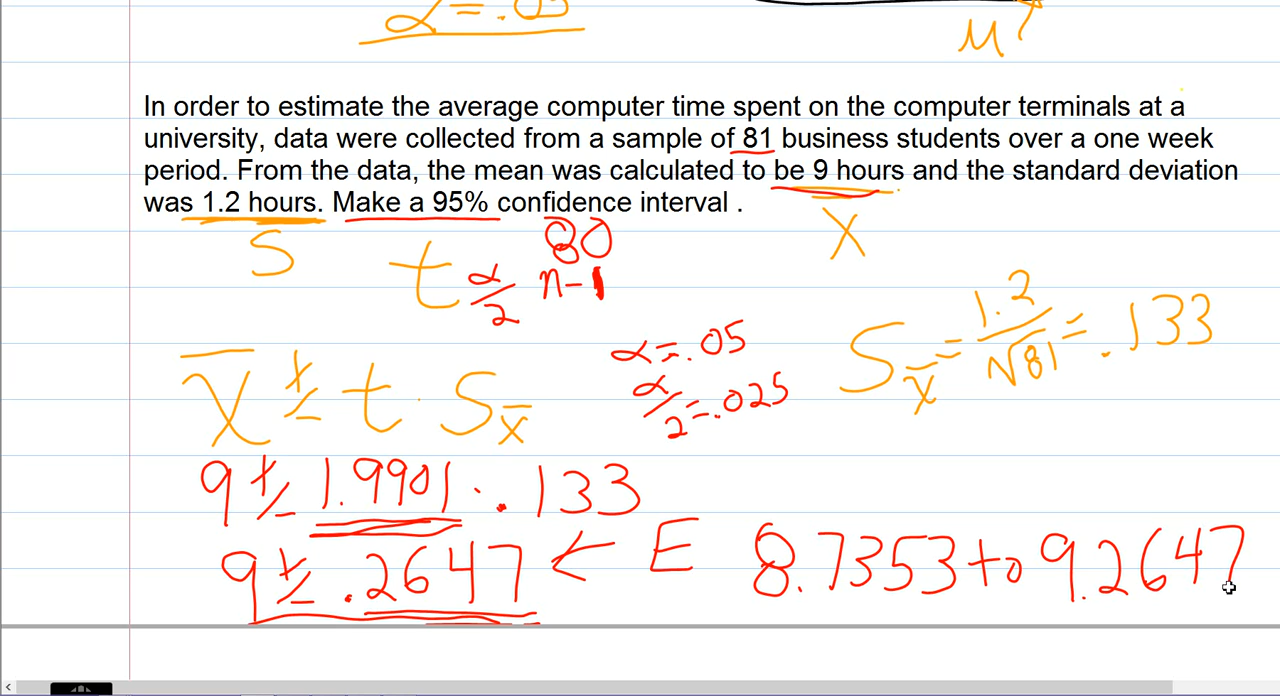 α = .05
μ?
In order to estimate the average computer time spent on the computer terminals at a
university, data were collected from a sample of 81 business students over a one week
period. From the data, the mean was calculated to be 9 hours and the standard deviation
was 1.2 hours. Make a 95% confidence interval .
S t α/2 n-1 80 x̄
x̄ ± t · Sx̄
α = .05
α/2 = .025
Sx̄ = 1.2/√81 = .133
9 ± 1.9901 · .133
9 ± .2647 ← E 8.7353 to 9.2647